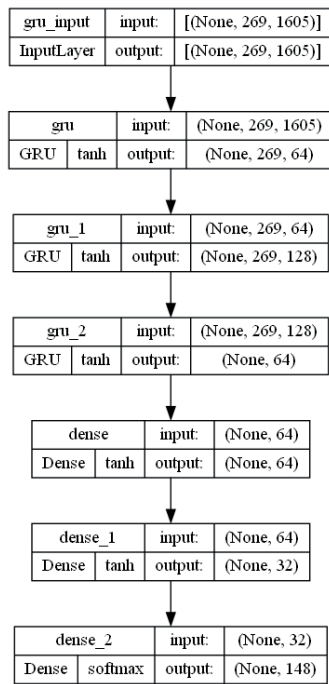 gru_input input: [(None, 269, 1605)]
InputLayer output: [(None, 269, 1605)]
gru input: (None, 269, 1605)
GRU tanh output: (None, 269, 64)
gru_1 input: (None, 269, 64)
GRU tanh output: (None, 269, 128)
gru_2 input: (None, 269, 128)
GRU tanh output: (None, 64)
dense input: (None, 64)
Dense tanh output: (None, 64)
dense_1 input: (None, 64)
Dense tanh output: (None, 32)
dense_2 input: (None, 32)
Dense softmax output: (None, 148)